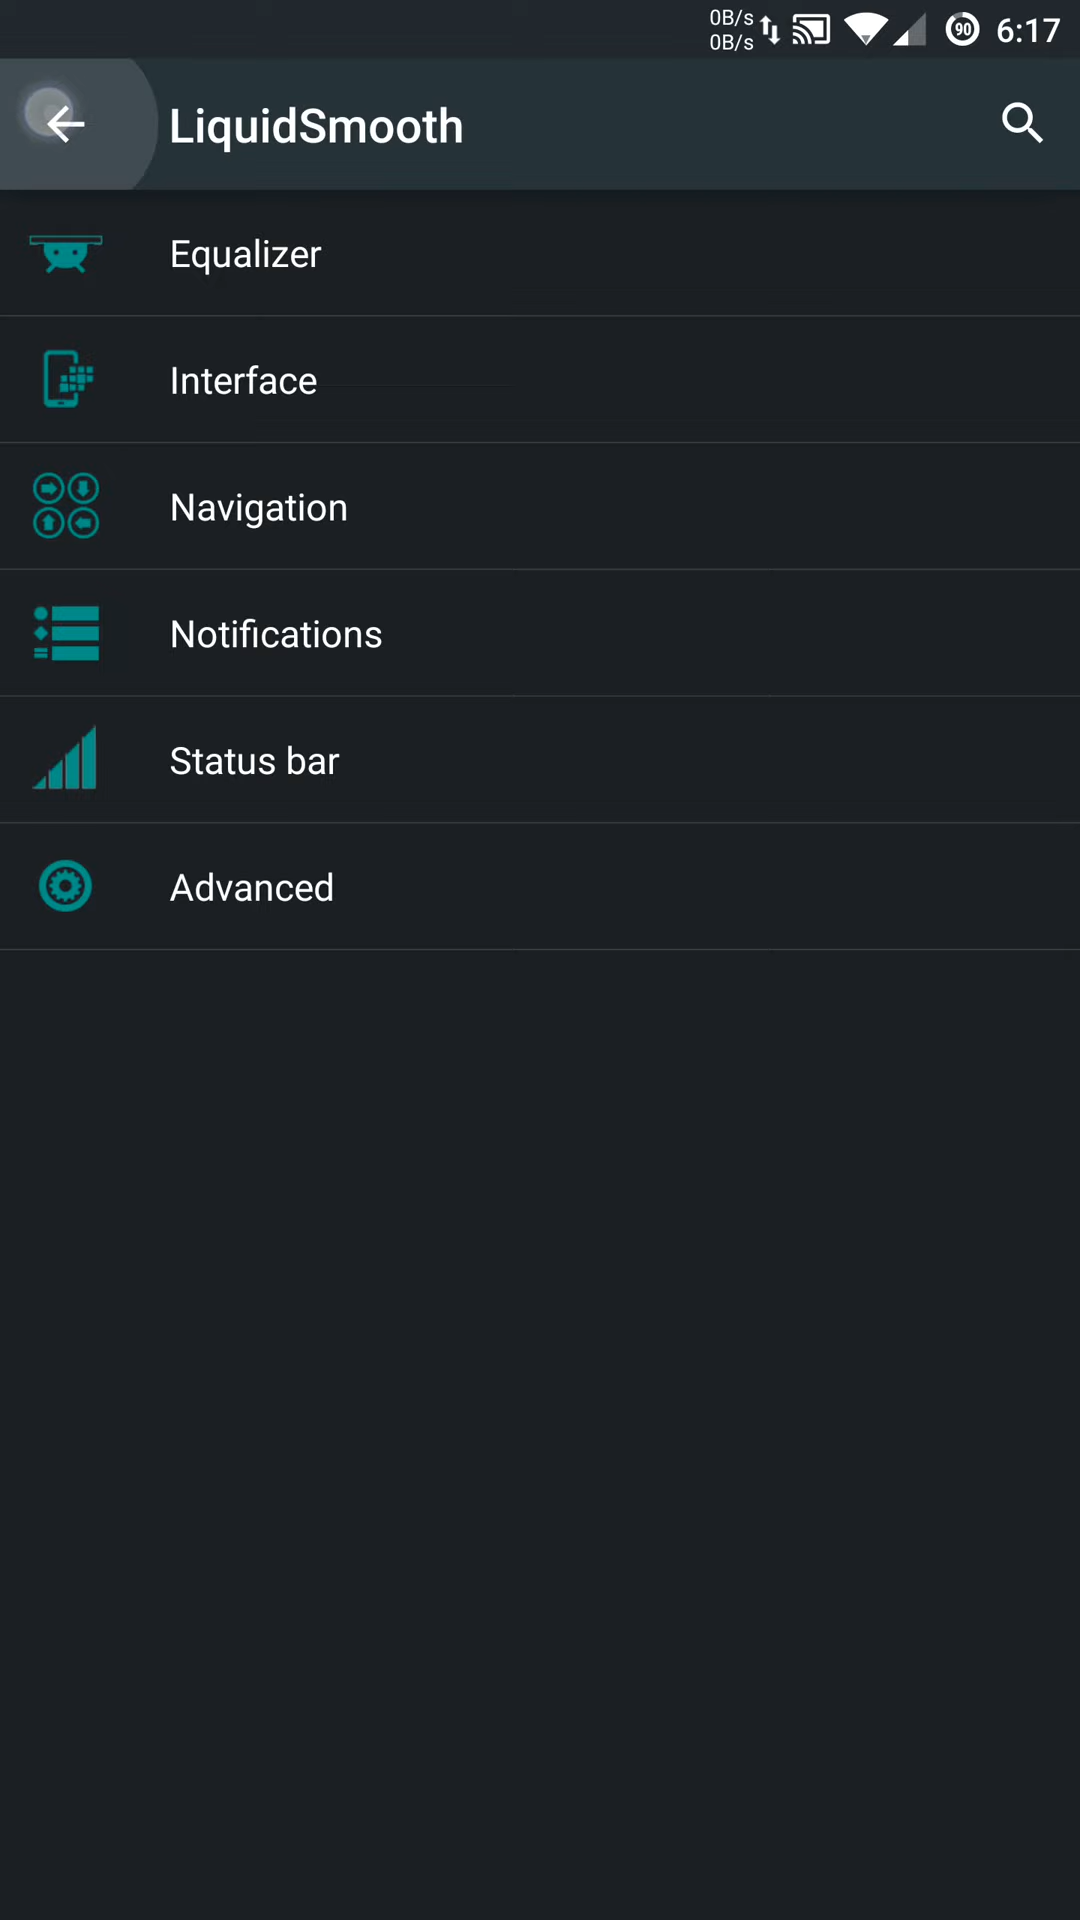 0B/s
0B/s
90
6:17
LiquidSmooth
Equalizer
Interface
Navigation
Notifications
Status bar
Advanced